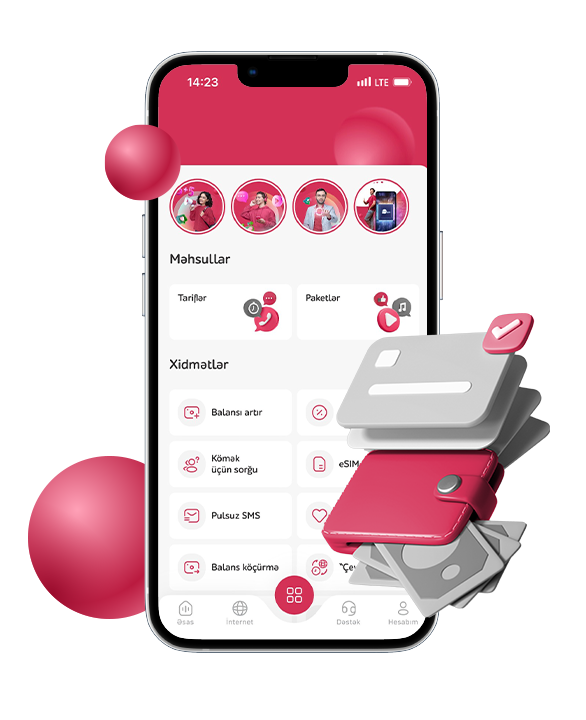 14:23
LTE
Məhsullar
Tariflər
Paketlər
Xidmətlər
Balansı artır
Kömək
üçün sorğu
eSIM
Pulsuz SMS
Balans köçürmə
Əsas
İnternet
Dəstək
Hesabım